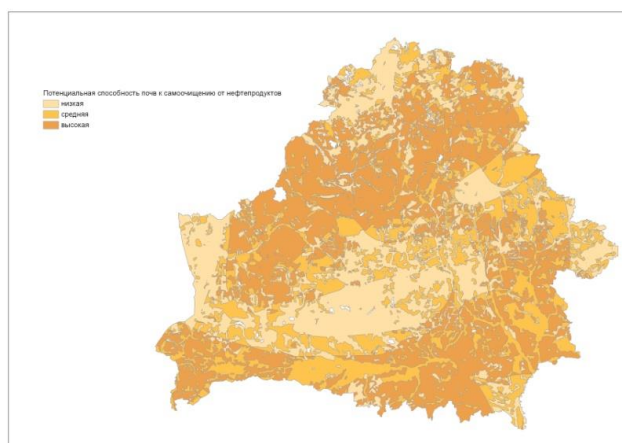 Потенциальная способность почв к самоочищению от нефтепродуктов
низкая
средняя
высокая